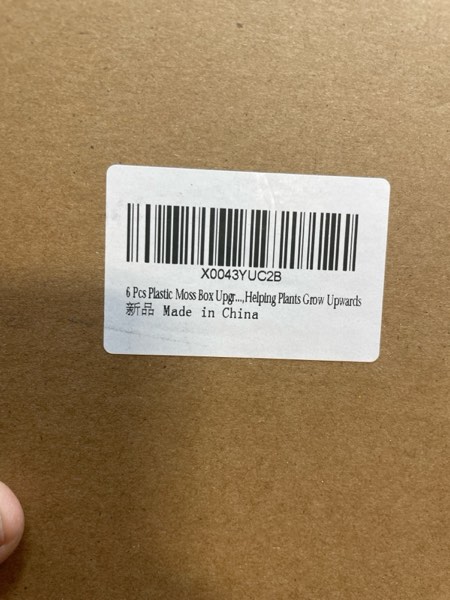 X0043YUC2B
6 Pcs Plastic Moss Box Upgr...,Helping Plants Grow Upwards
新品 Made in China